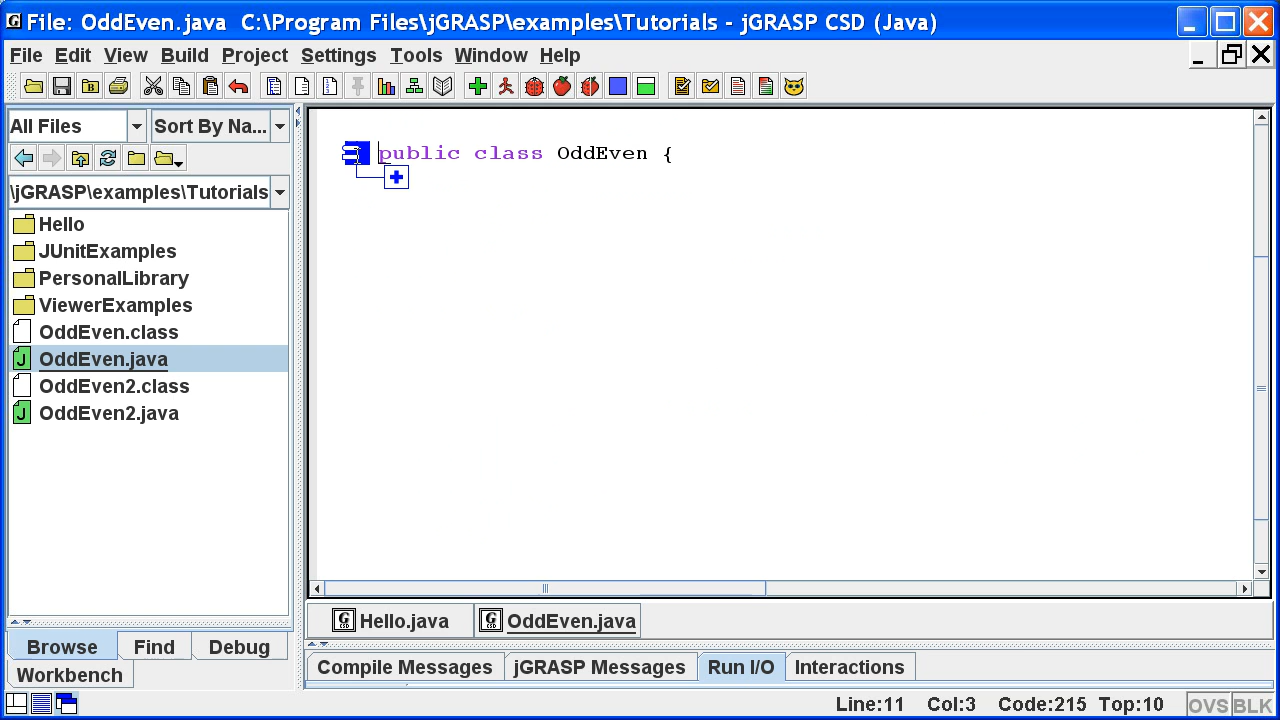 File: OddEven.java C:\Program Files\jGRASP\examples\Tutorials - jGRASP CSD (Java)
File Edit View Build Project Settings Tools Window Help
All Files
Sort By Na...
\jGRASP\examples\Tutorials
Hello
JUnitExamples
PersonalLibrary
ViewerExamples
OddEven.class
OddEven.java
OddEven2.class
OddEven2.java
Browse Find Debug
Workbench
public class OddEven {
Hello.java OddEven.java
Compile Messages jGRASP Messages Run I/O Interactions
Line:11 Col:3 Code:215 Top:10 OVS BLK